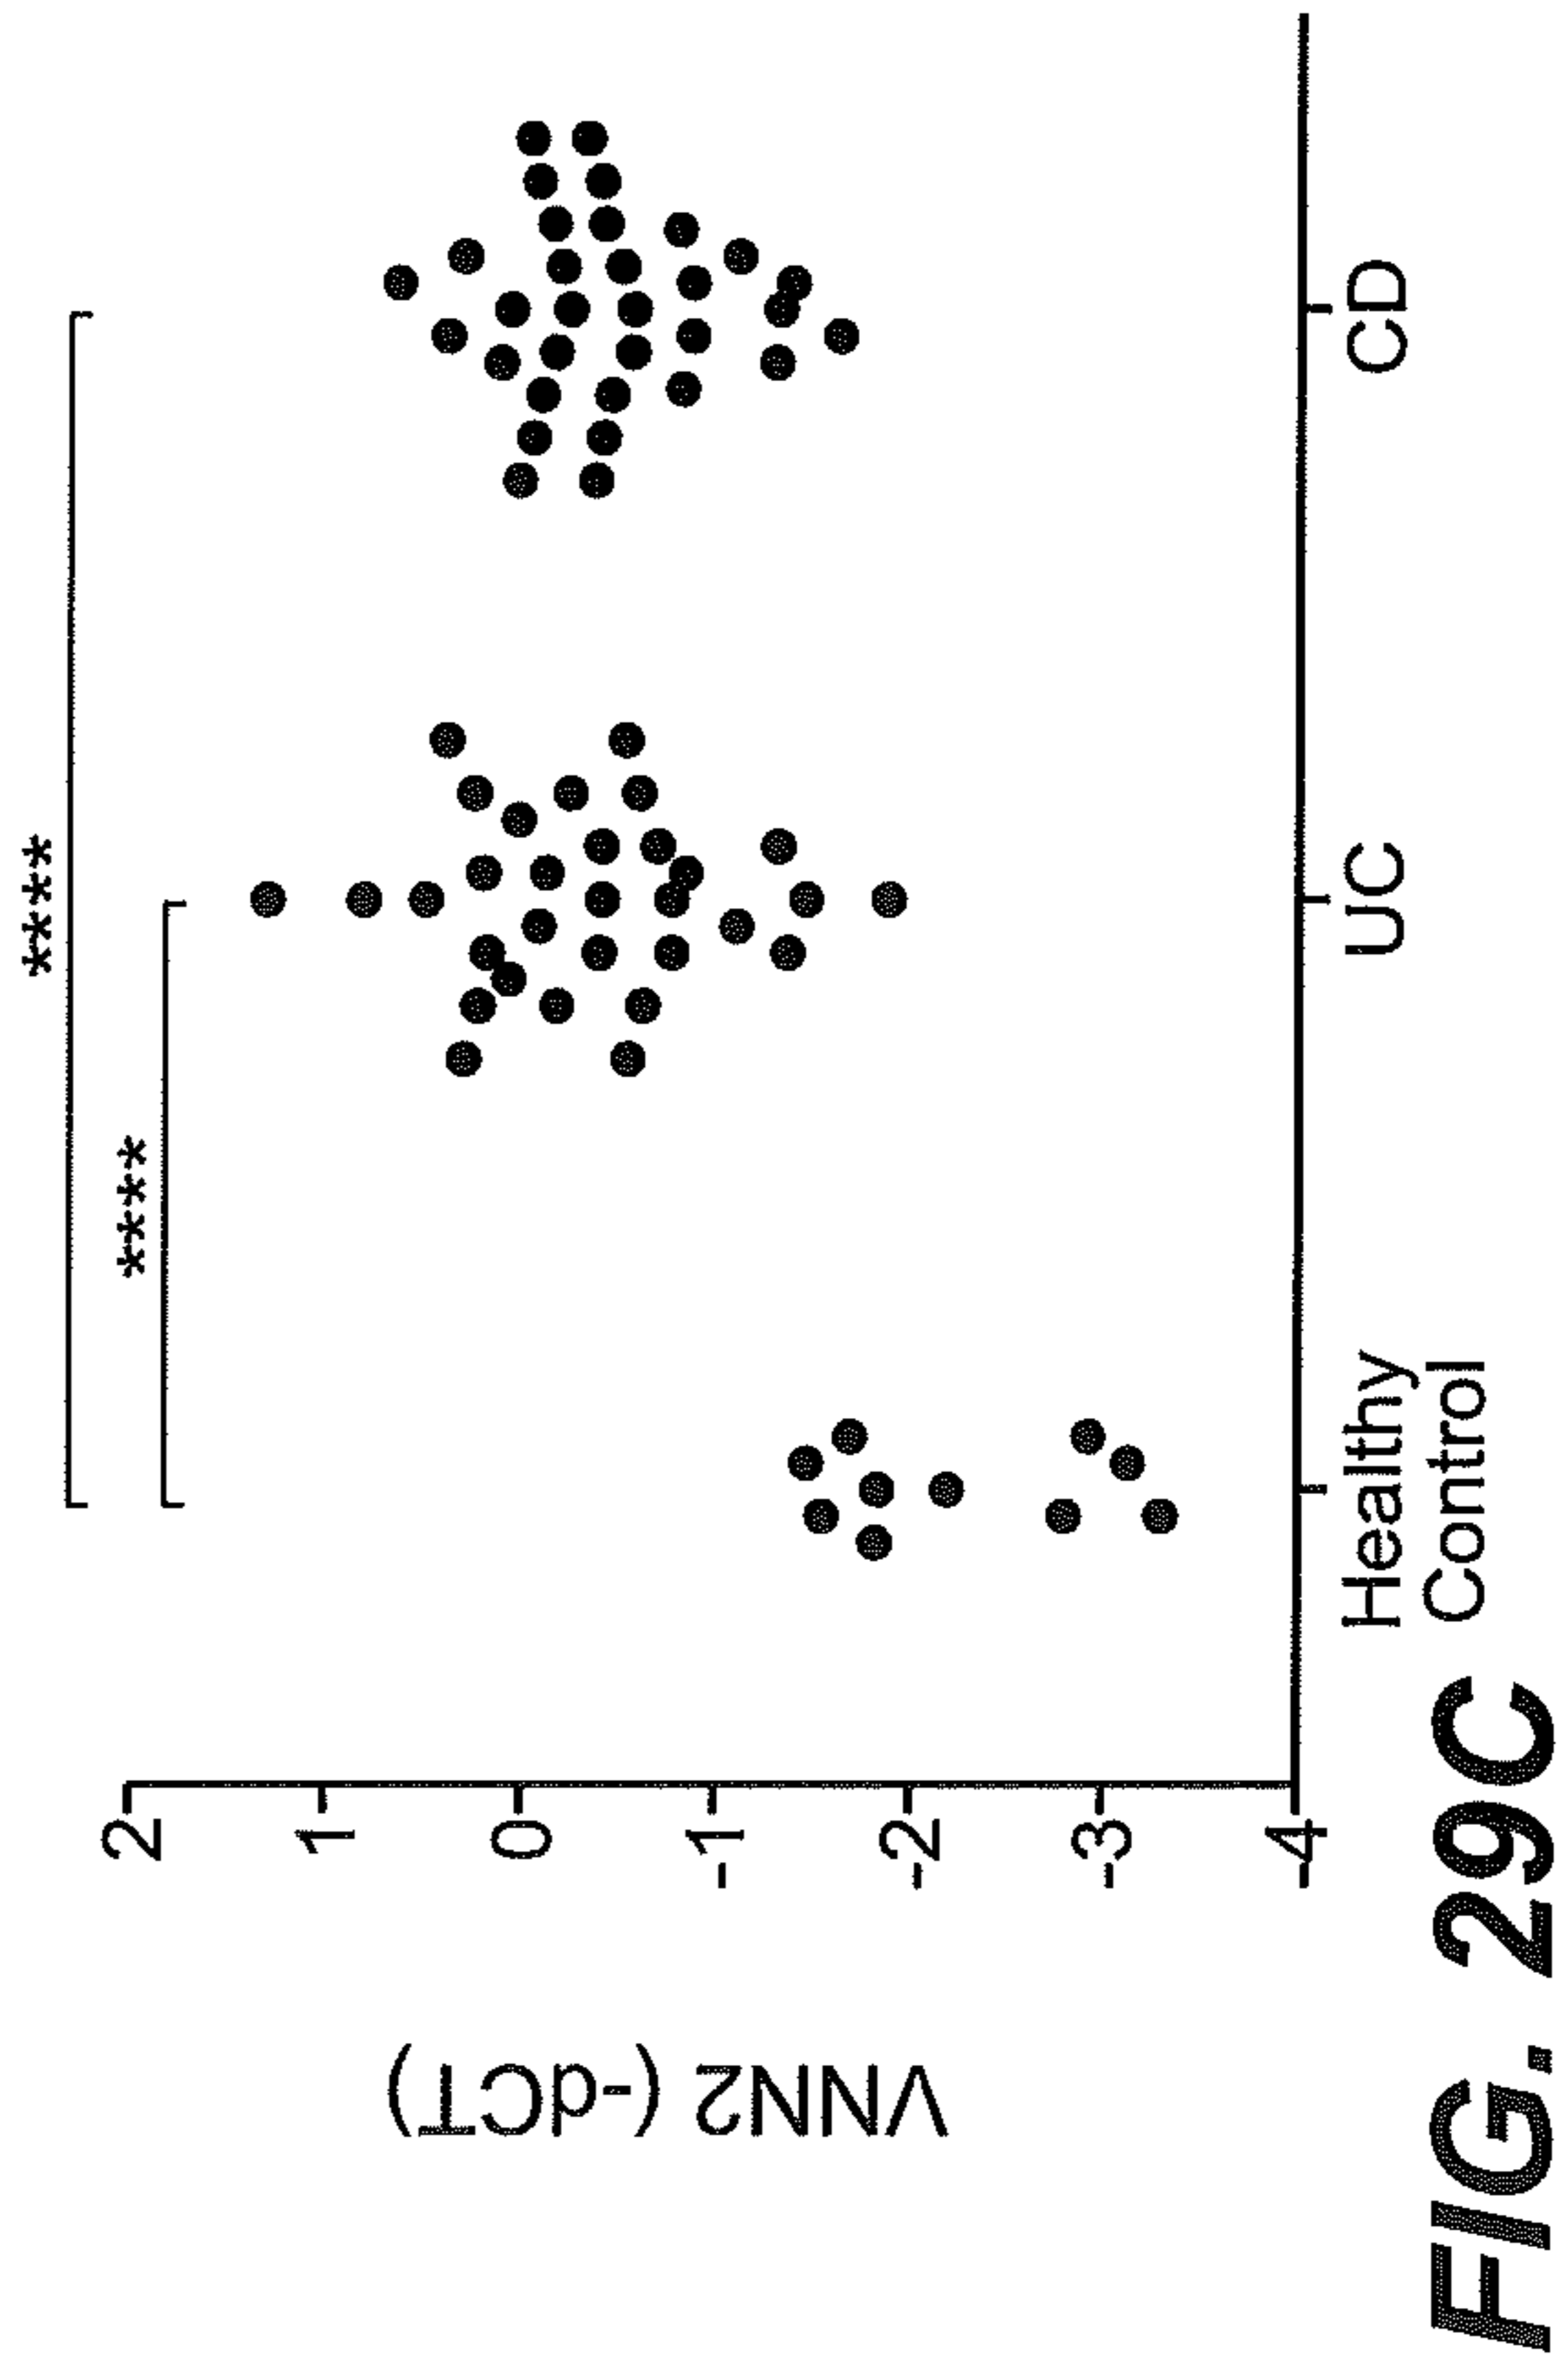 ****
****
2
1
0
-1
-2
-3
-4
VNN2 (-dCT)
Healthy
Control
UC
CD
FIG. 29C